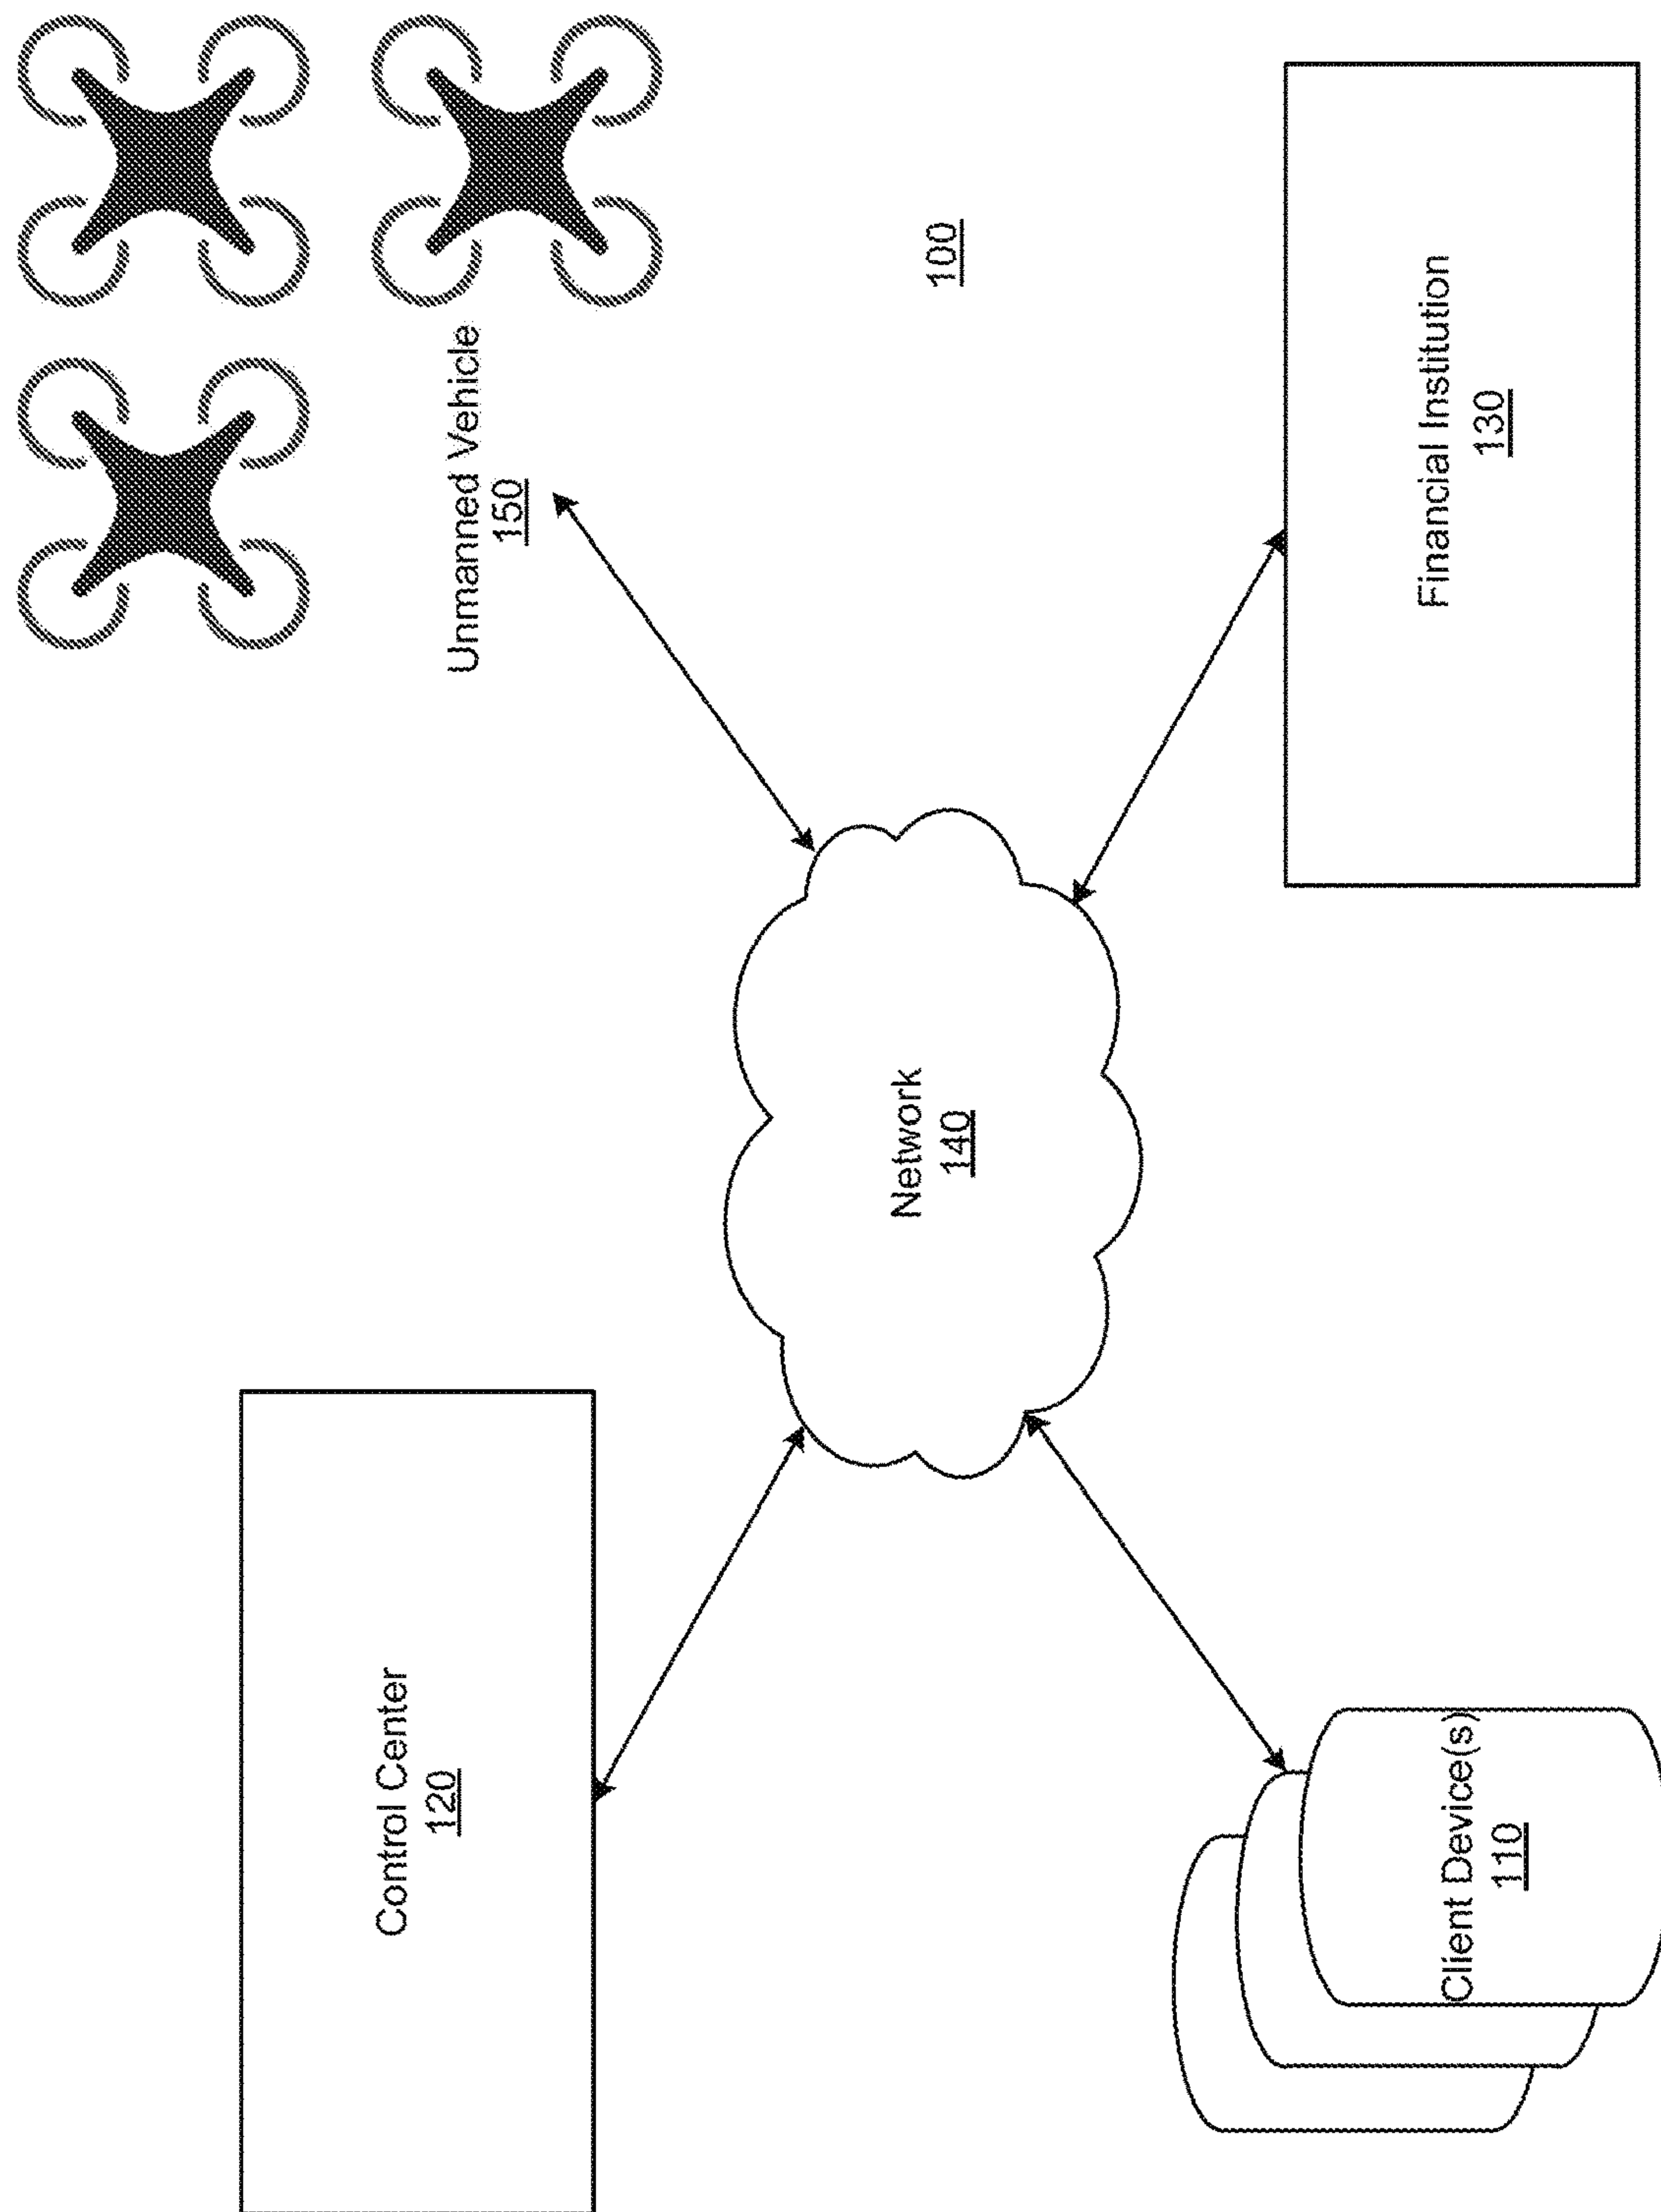 Control Center
120
Unmanned Vehicle
150
Network
140
100
Client Device(s)
110
Financial Institution
130